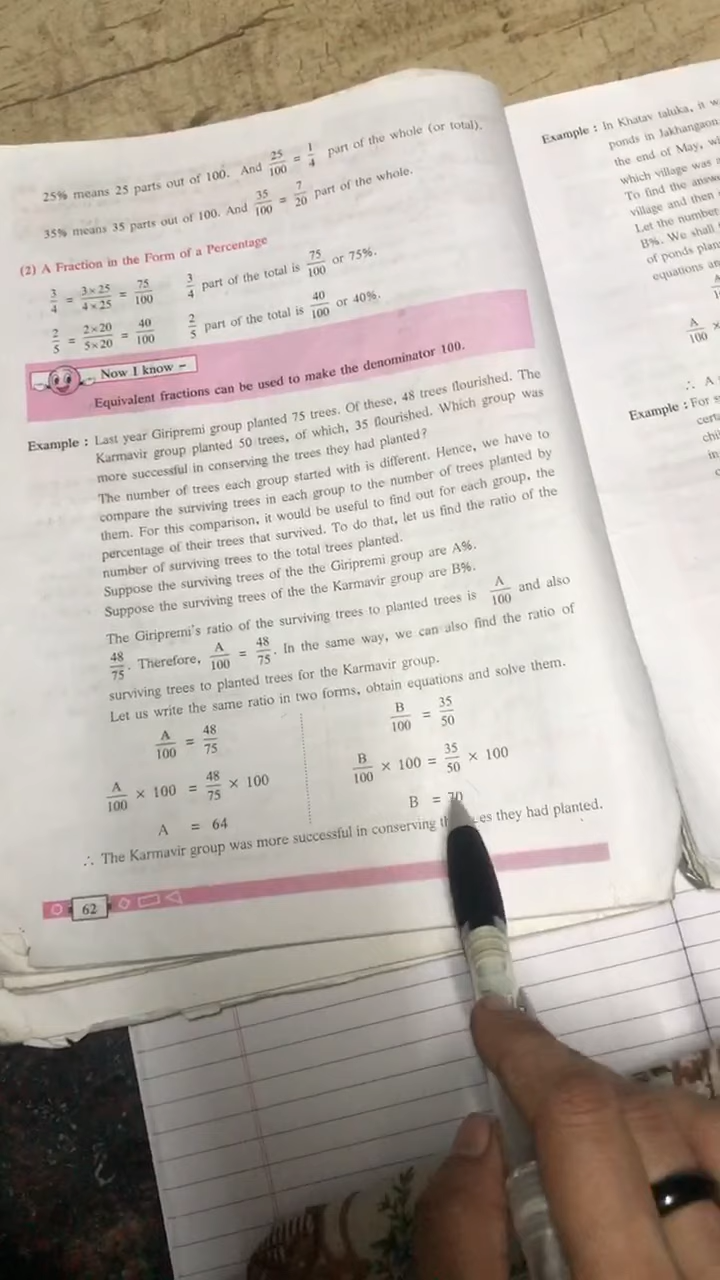 25% means 25 parts out of 100. And 25/100 = 1/4 part of the whole (or total).
35% means 35 parts out of 100. And 35/100 = 7/20 part of the whole.
(2) A Fraction in the Form of a Percentage
3/4 = 3×25/4×25 = 75/100 3/4 part of the total is 75/100 or 75%.
2/5 = 2×20/5×20 = 40/100 2/5 part of the total is 40/100 or 40%.
Now I know -
Equivalent fractions can be used to make the denominator 100.
Example : Last year Giripremi group planted 75 trees. Of these, 48 trees flourished. The
Karmavir group planted 50 trees, of which, 35 flourished. Which group was
more successful in conserving the trees they had planted?
The number of trees each group started with is different. Hence, we have to
compare the surviving trees in each group to the number of trees planted by
them. For this comparison, it would be useful to find out for each group, the
percentage of their trees that survived. To do that, let us find the ratio of the
number of surviving trees to the total trees planted.
Suppose the surviving trees of the the Giripremi group are A%.
Suppose the surviving trees of the the Karmavir group are B%.
The Giripremi's ratio of the surviving trees to planted trees is A/100 and also
48/75. Therefore, A/100 = 48/75. In the same way, we can also find the ratio of
surviving trees to planted trees for the Karmavir group.
Let us write the same ratio in two forms, obtain equations and solve them.
A/100 = 48/75
A/100 × 100 = 48/75 × 100
A = 64
B/100 = 35/50
B/100 × 100 = 35/50 × 100
B = 70
∴ The Karmavir group was more successful in conserving they had planted.
62
Example : In Khatav taluka, it
ponds in Jakhangaon
the end of May,
which village was
To find the
village and then
Let the number
B%. We shall
of ponds
equations
A/100 ×
∴ A
Example : For